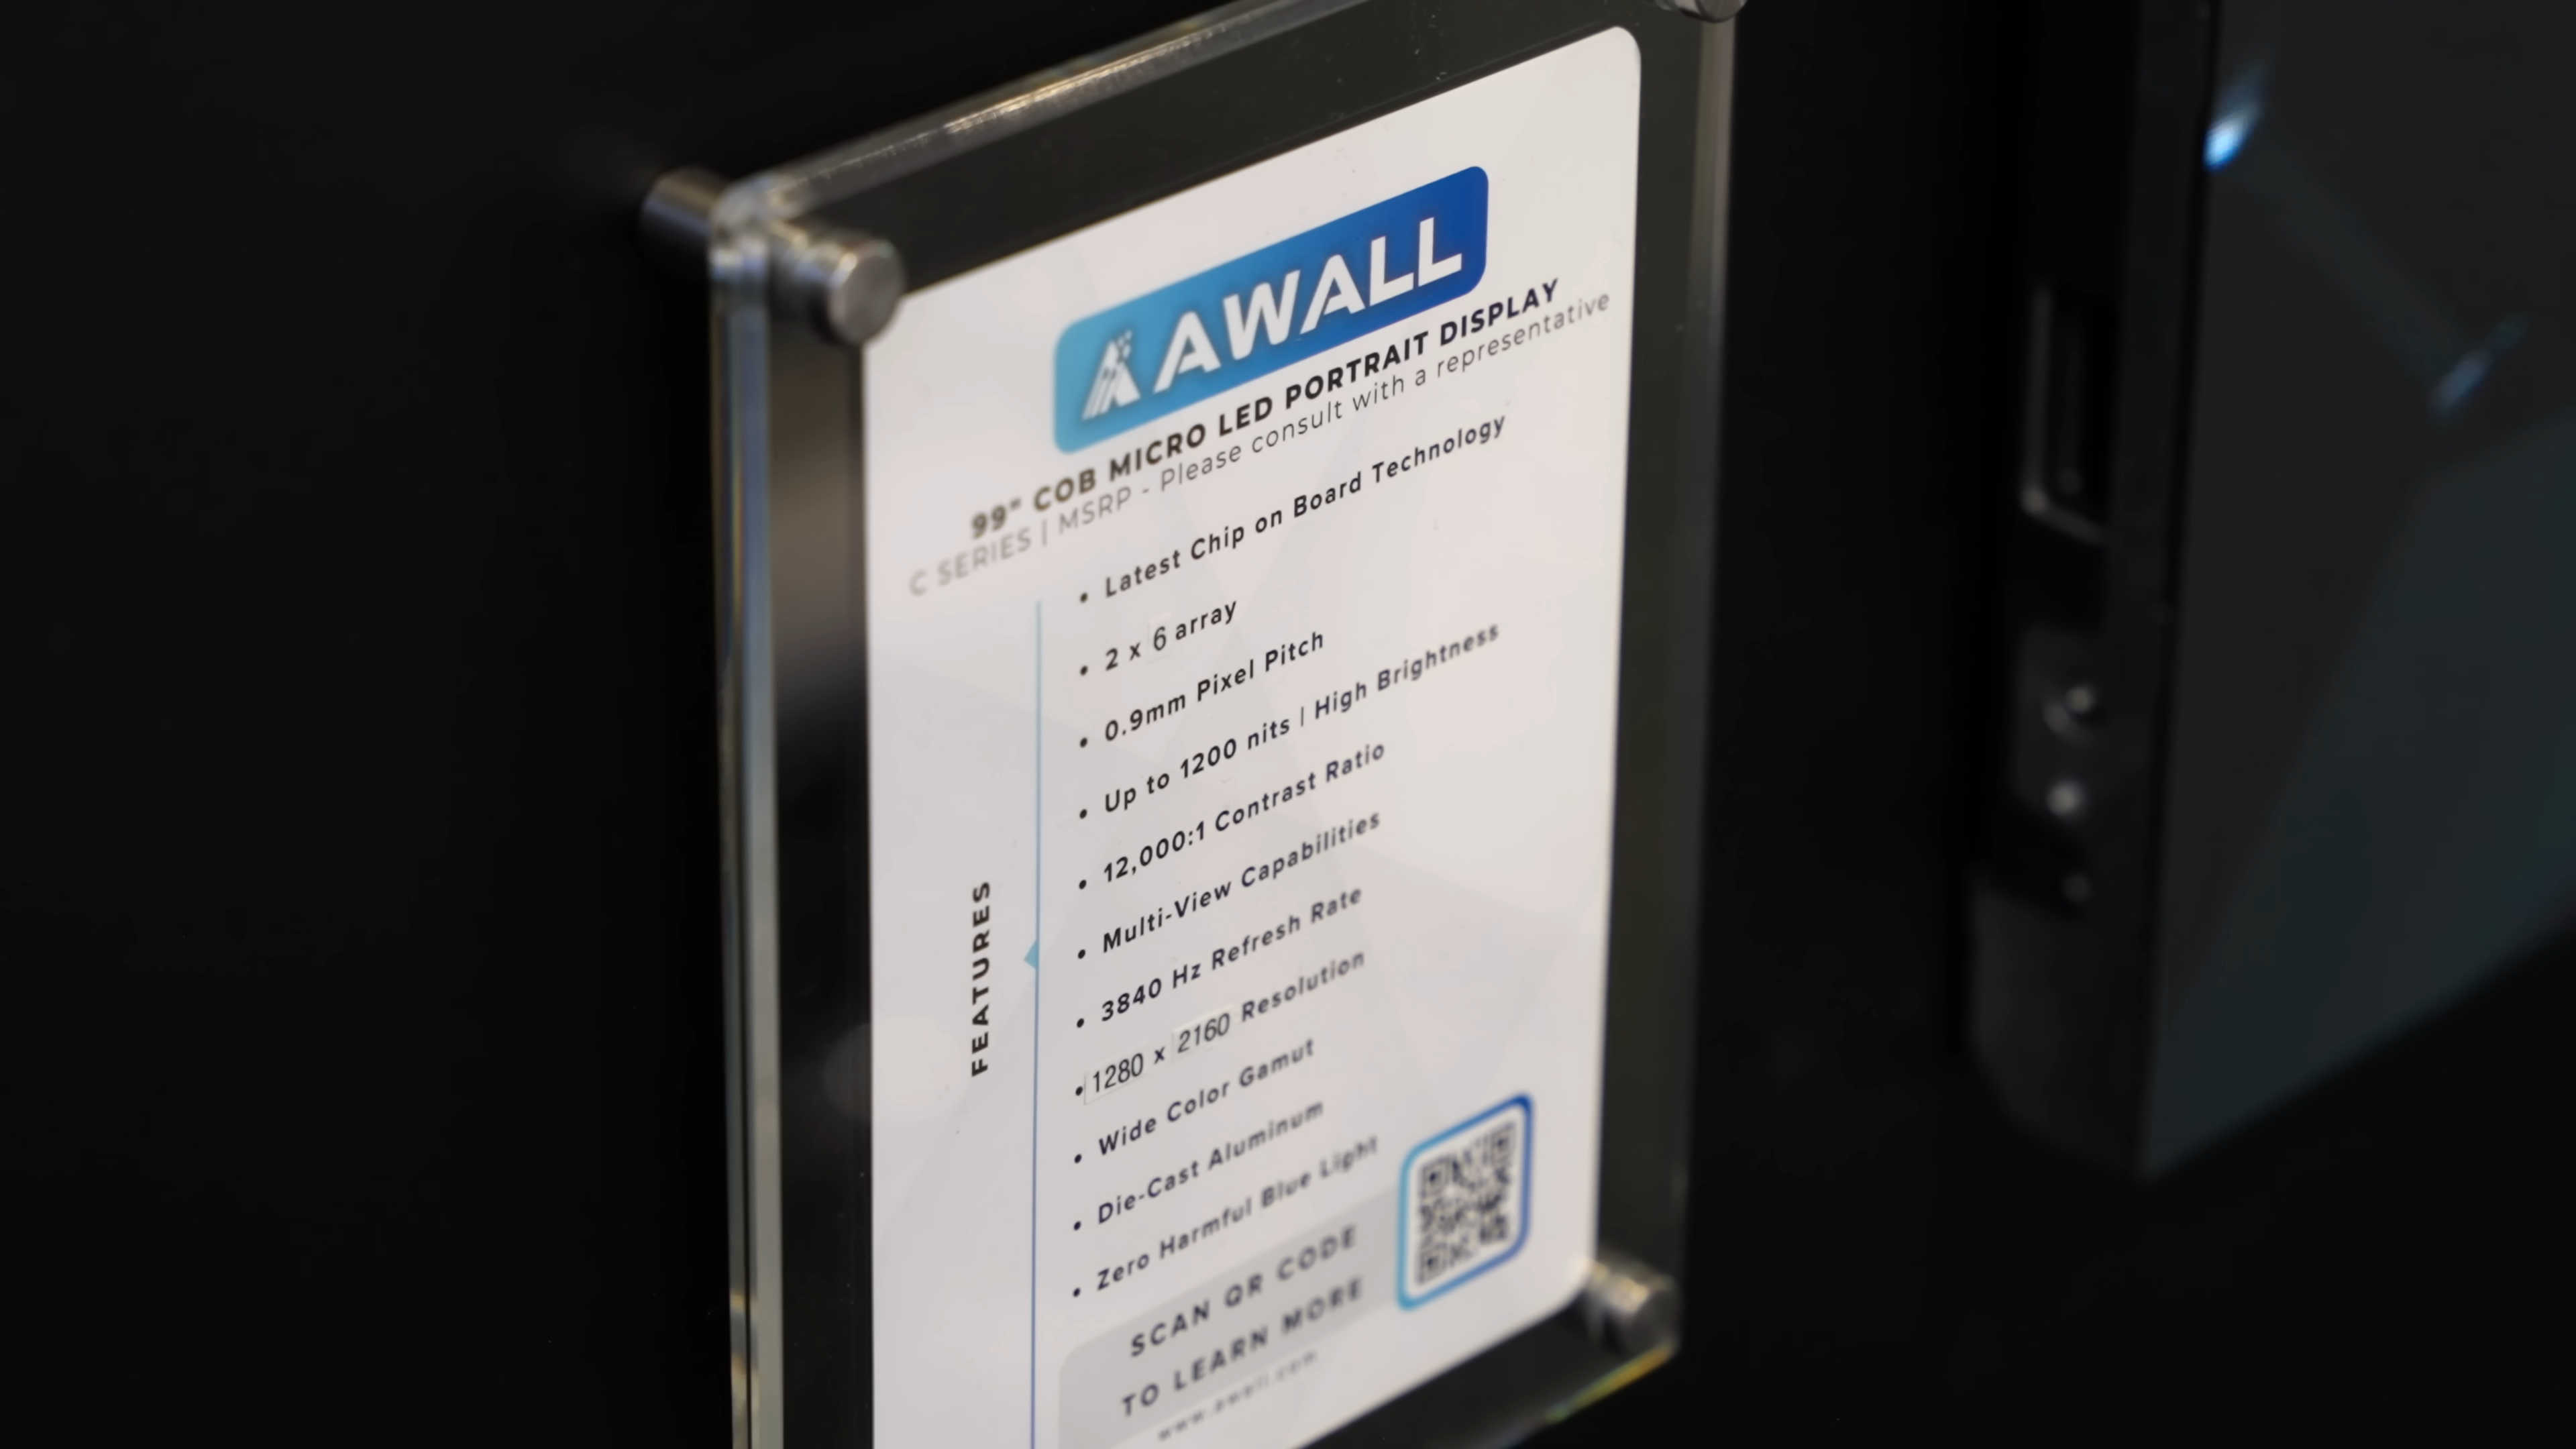 AWALL
99" COB MICRO LED PORTRAIT DISPLAY
C SERIES | MSRP - Please consult with a representative
FEATURES
• Latest Chip on Board Technology
• 2 x 6 array
• 0.9mm Pixel Pitch
• Up to 1200 nits | High Brightness
• 12,000:1 Contrast Ratio
• Multi-View Capabilities
• 3840 Hz Refresh Rate
• 1280 x 2160 Resolution
• Wide Color Gamut
• Die-Cast Aluminum
• Zero Harmful Blue Light
SCAN QR CODE
TO LEARN MORE
www.awall.com